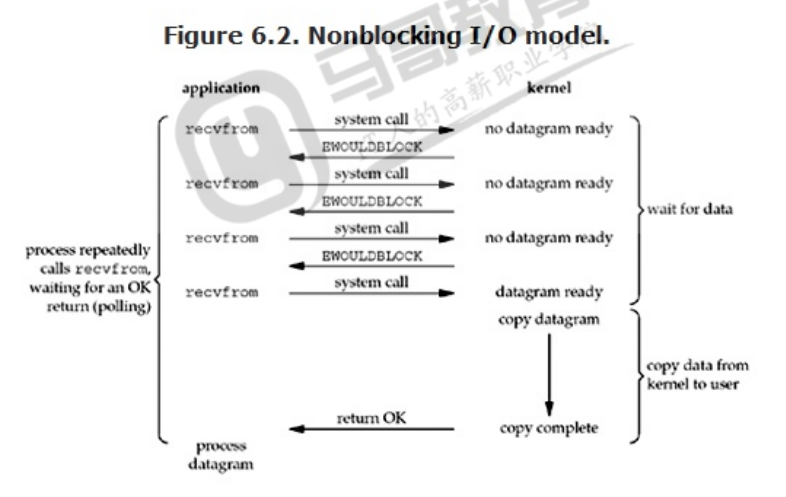 Figure 6.2. Nonblocking I/O model.
马哥教育
IT人的高薪职业学院
application
kernel
recvfrom
system call
no datagram ready
EWOULDBLOCK
recvfrom
system call
no datagram ready
EWOULDBLOCK
recvfrom
system call
no datagram ready
EWOULDBLOCK
recvfrom
system call
datagram ready
wait for data
process repeatedly
calls recvfrom,
waiting for an OK
return (polling)
copy datagram
copy data from
kernel to user
return OK
copy complete
process
datagram